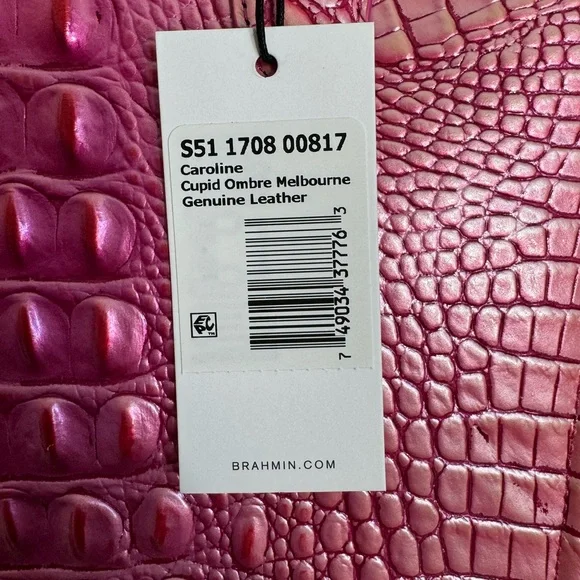 S51 1708 00817
Caroline
Cupid Ombre Melbourne
Genuine Leather
7 49034 37776 3
BRAHMIN.COM